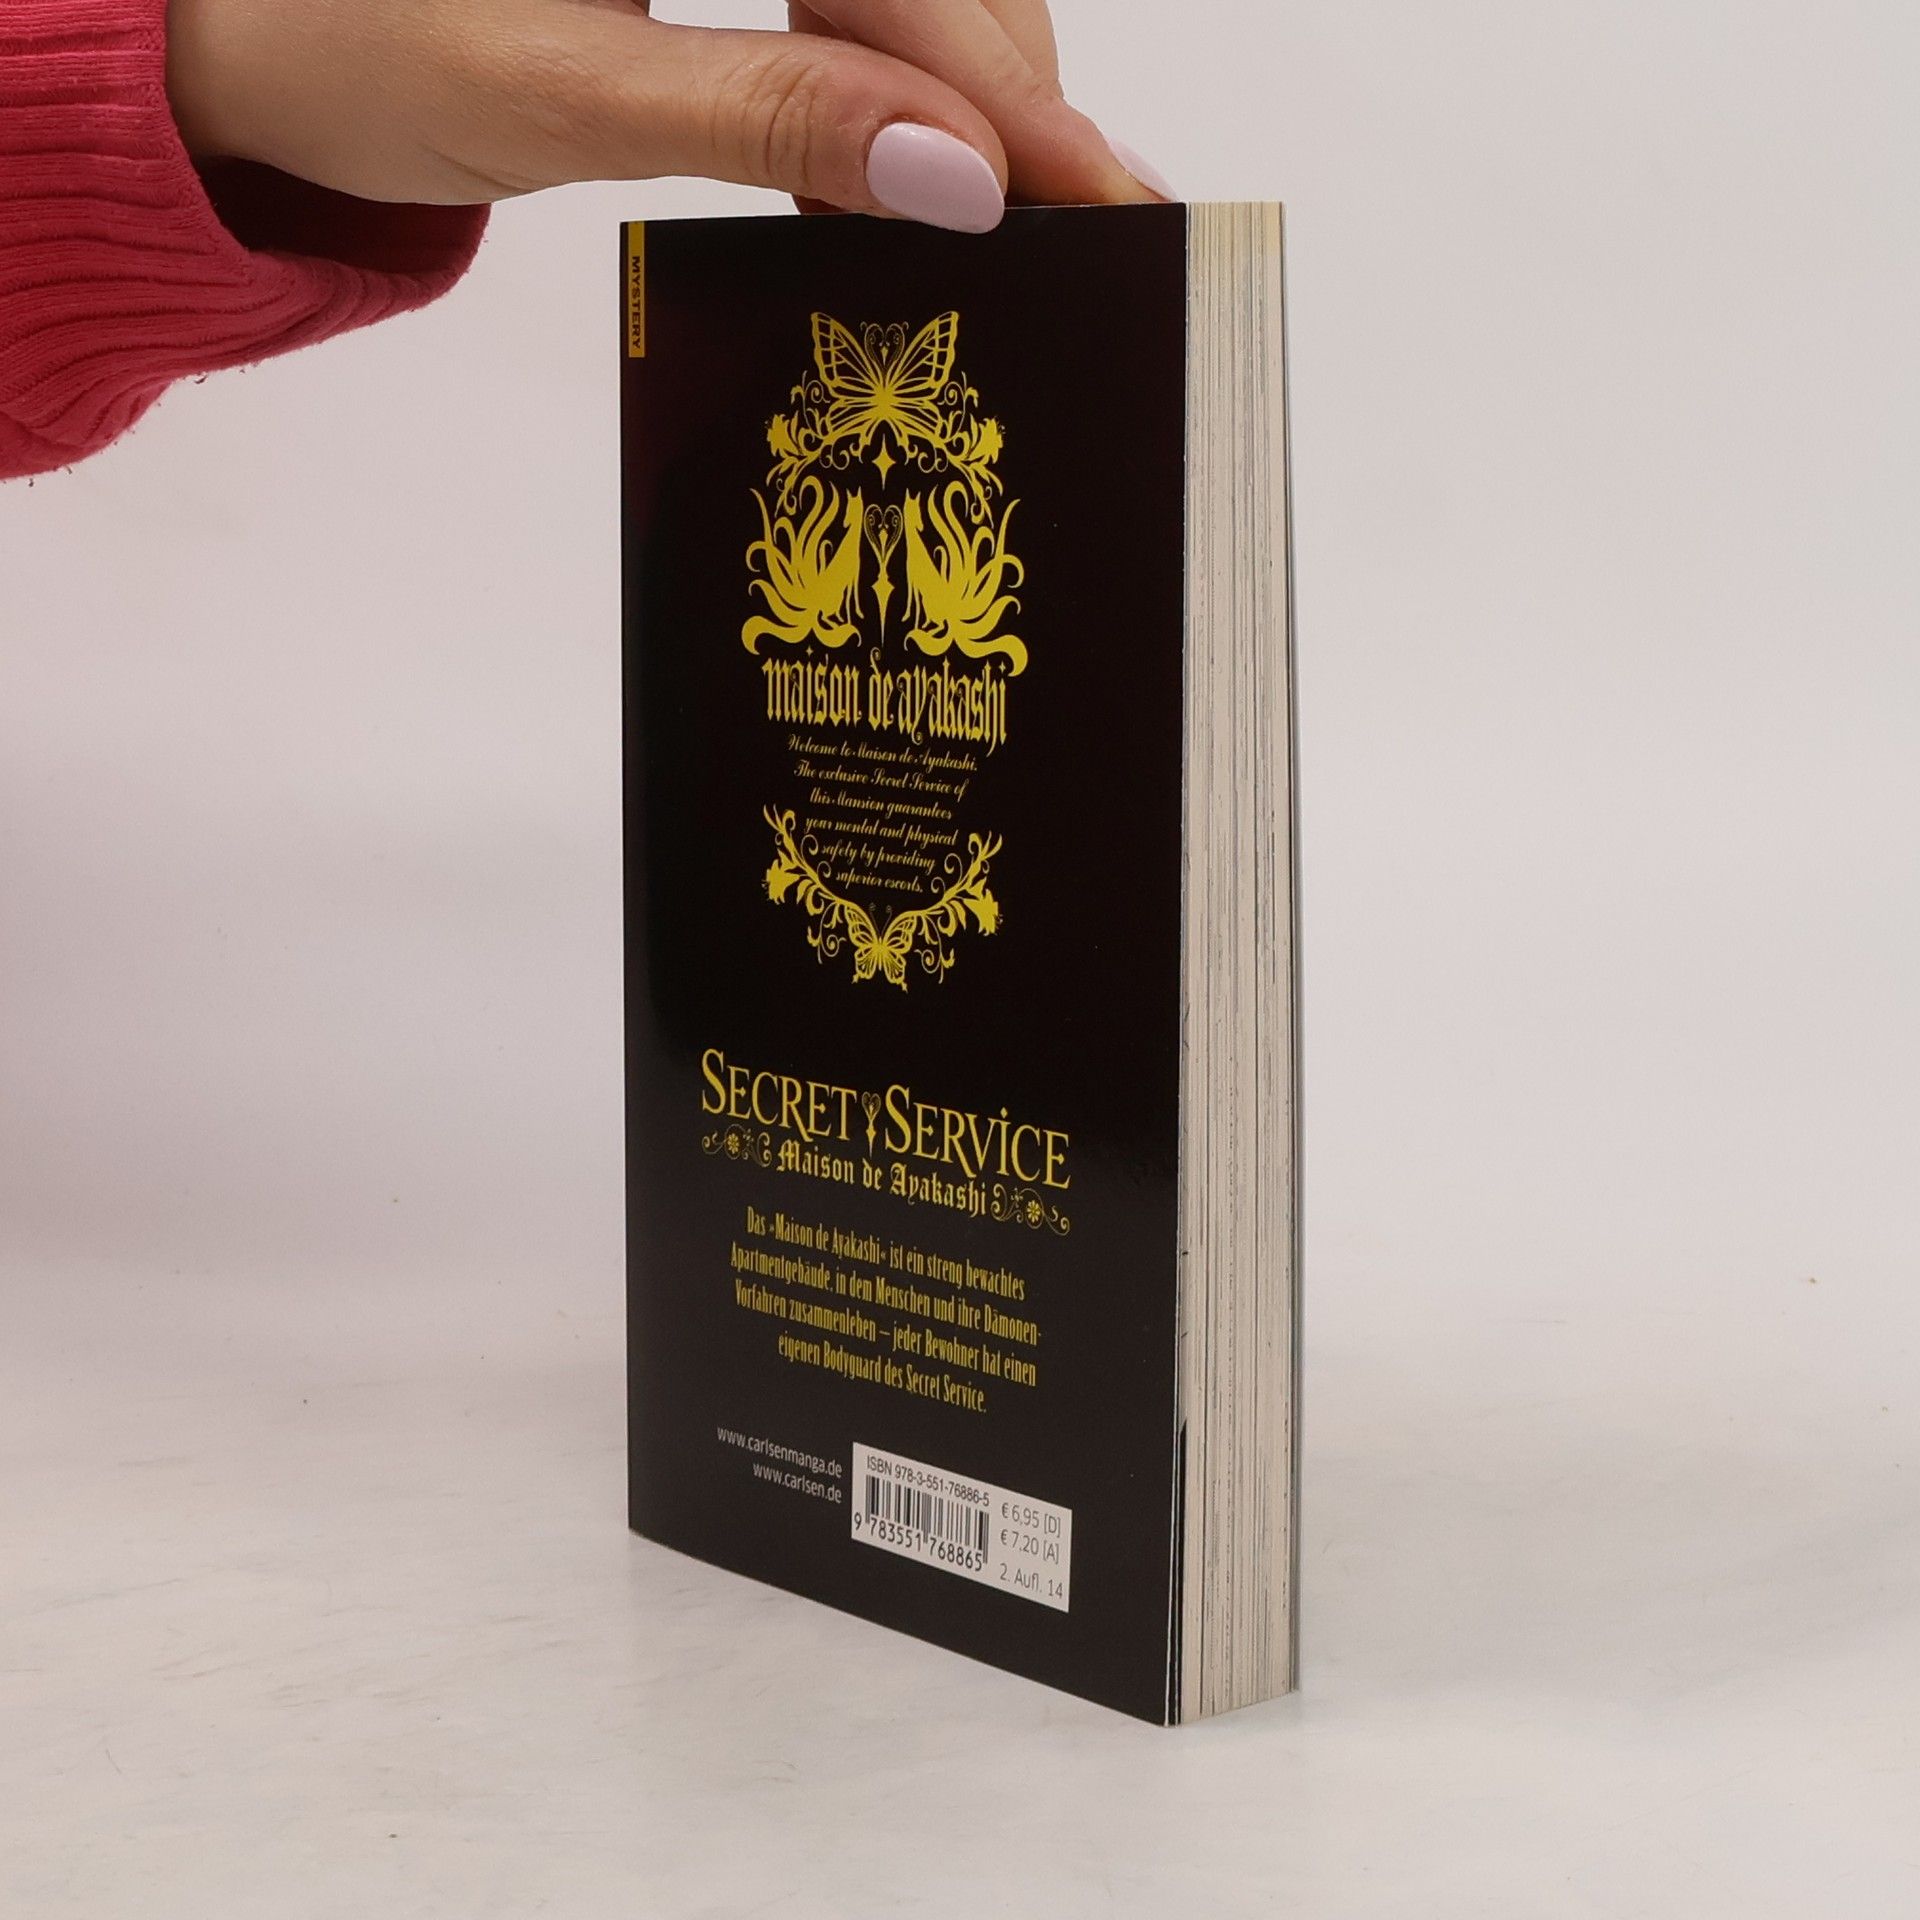 MYSTERY
maison de ayakashi
Welcome to Maison de Ayakashi.
The exclusive Secret Service of
this Mansion guarantees
your mental and physical
safety by providing
superior escorts.
SECRET SERVICE
Maison de Ayakashi
Das »Maison de Ayakashi« ist ein streng bewachtes
Apartmentgebäude, in dem Menschen und ihre Dämonen-
Vorfahren zusammenleben – jeder Bewohner hat einen
eigenen Bodyguard des Secret Service.
www.carlsenmanga.de
www.carlsen.de
ISBN 978-3-551-76886-5
9 783551 768865
€ 6,95 [D]
€ 7,20 [A]
2. Aufl. 14